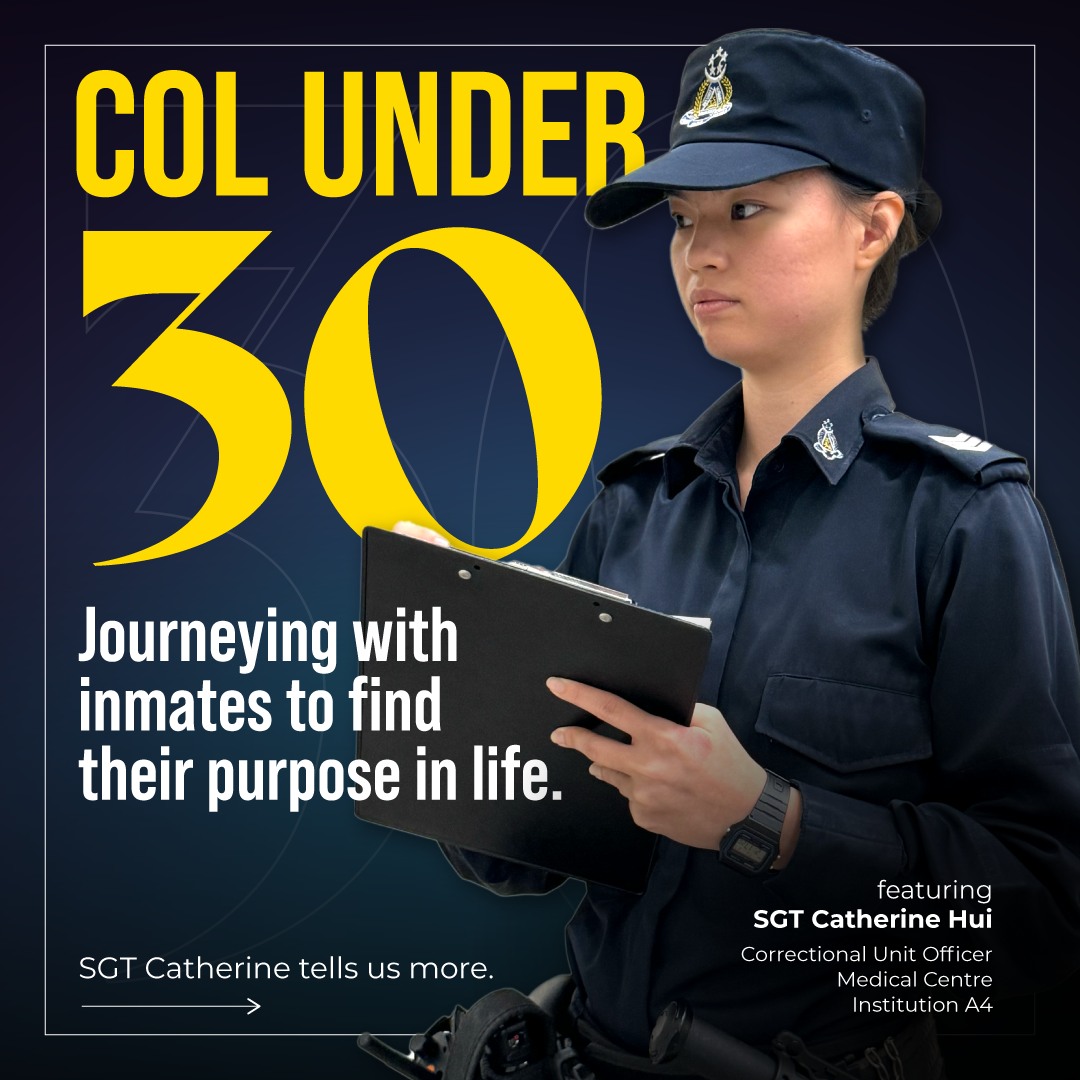 COL UNDER
30
Journeying with
inmates to find
their purpose in life.
SGT Catherine tells us more.
featuring
SGT Catherine Hui
Correctional Unit Officer
Medical Centre
Institution A4